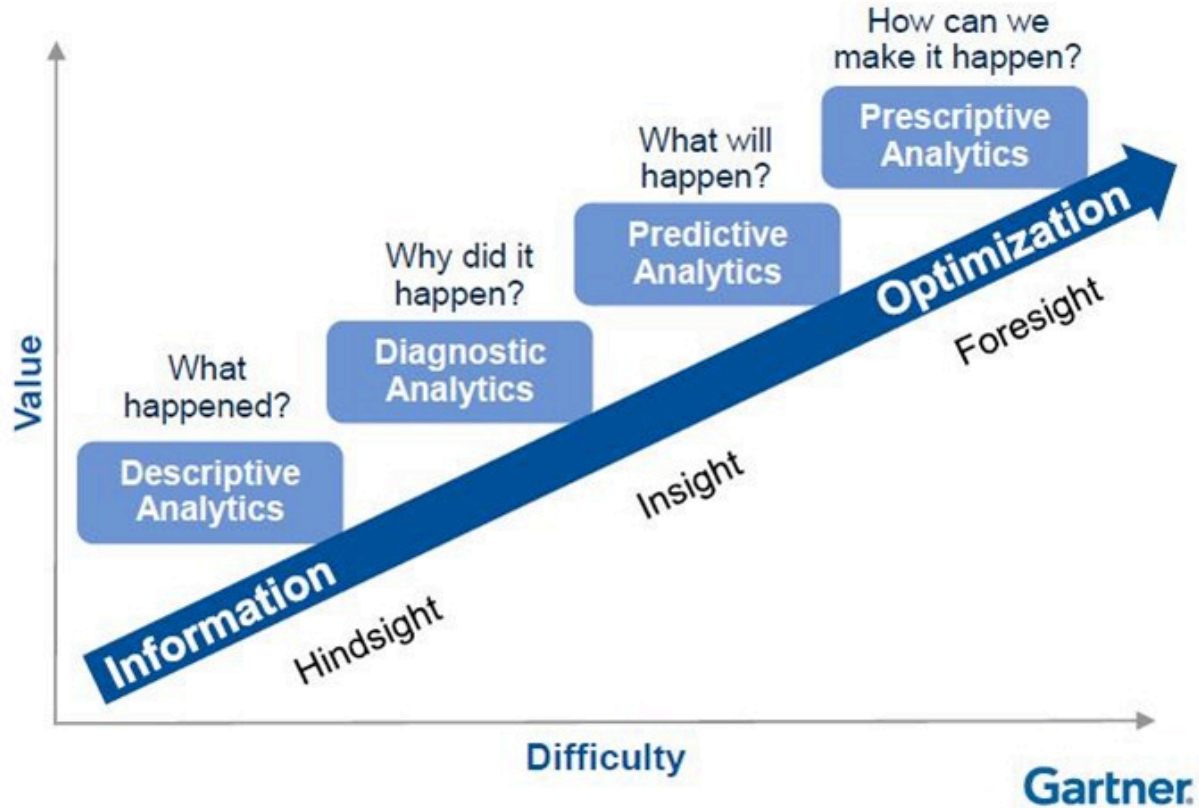 How can we
make it happen?
Prescriptive
Analytics
What will
happen?
Predictive
Analytics
Why did it
happen?
Diagnostic
Analytics
What
happened?
Descriptive
Analytics
Value
Information
Optimization
Hindsight
Insight
Foresight
Difficulty
Gartner